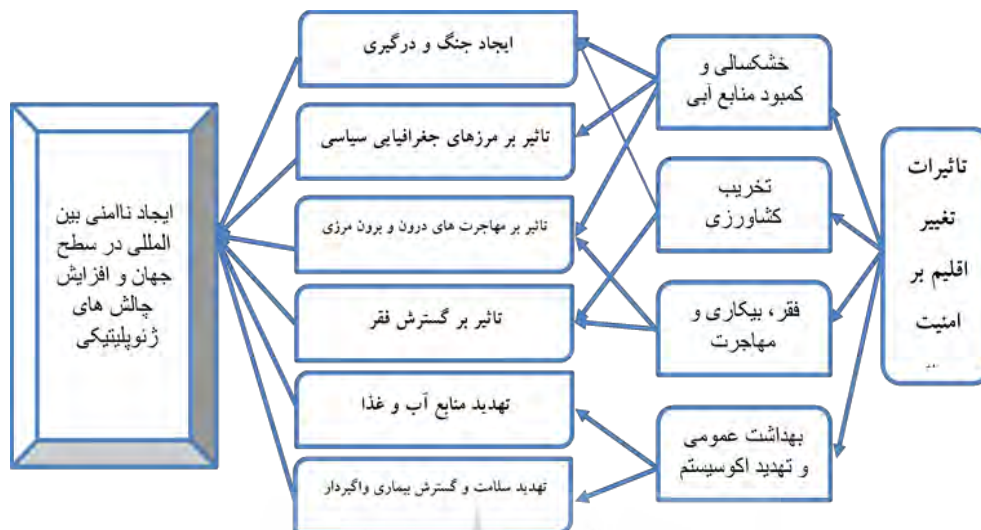 تاثیرات
تغییر
اقلیم بر
امنیت
خشکسالی و
کمبود منابع آبی
تخریب
کشاورزی
فقر، بیکاری و
مهاجرت
بهداشت عمومی
و تهدید اکوسیستم
ایجاد جنگ و درگیری
تاثیر بر مرزهای جغرافیایی سیاسی
تاثیر بر مهاجرت های درون و برون مرزی
تاثیر بر گسترش فقر
تهدید منابع آب و غذا
تهدید سلامت و گسترش بیماری واگیردار
ایجاد ناامنی بین
المللی در سطح
جهان و افزایش
چالش های
ژئوپلیتیکی